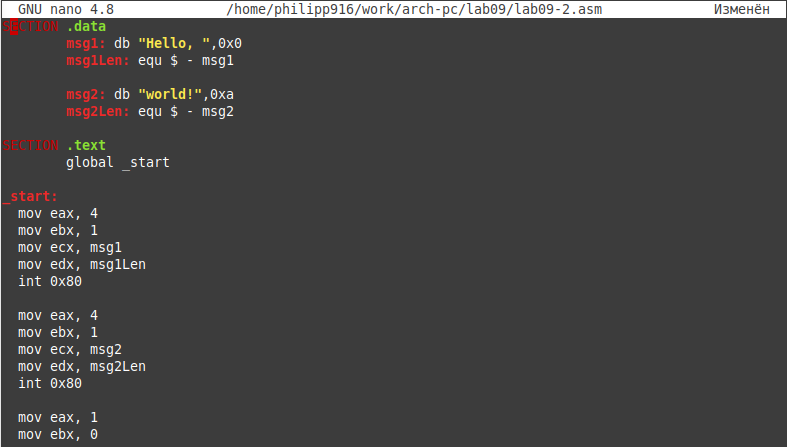 GNU nano 4.8 /home/philipp916/work/arch-pc/lab09/lab09-2.asm Изменён
SECTION .data
msg1: db "Hello, ",0x0
msg1Len: equ $ - msg1
msg2: db "world!",0xa
msg2Len: equ $ - msg2
SECTION .text
global _start
_start:
mov eax, 4
mov ebx, 1
mov ecx, msg1
mov edx, msg1Len
int 0x80
mov eax, 4
mov ebx, 1
mov ecx, msg2
mov edx, msg2Len
int 0x80
mov eax, 1
mov ebx, 0